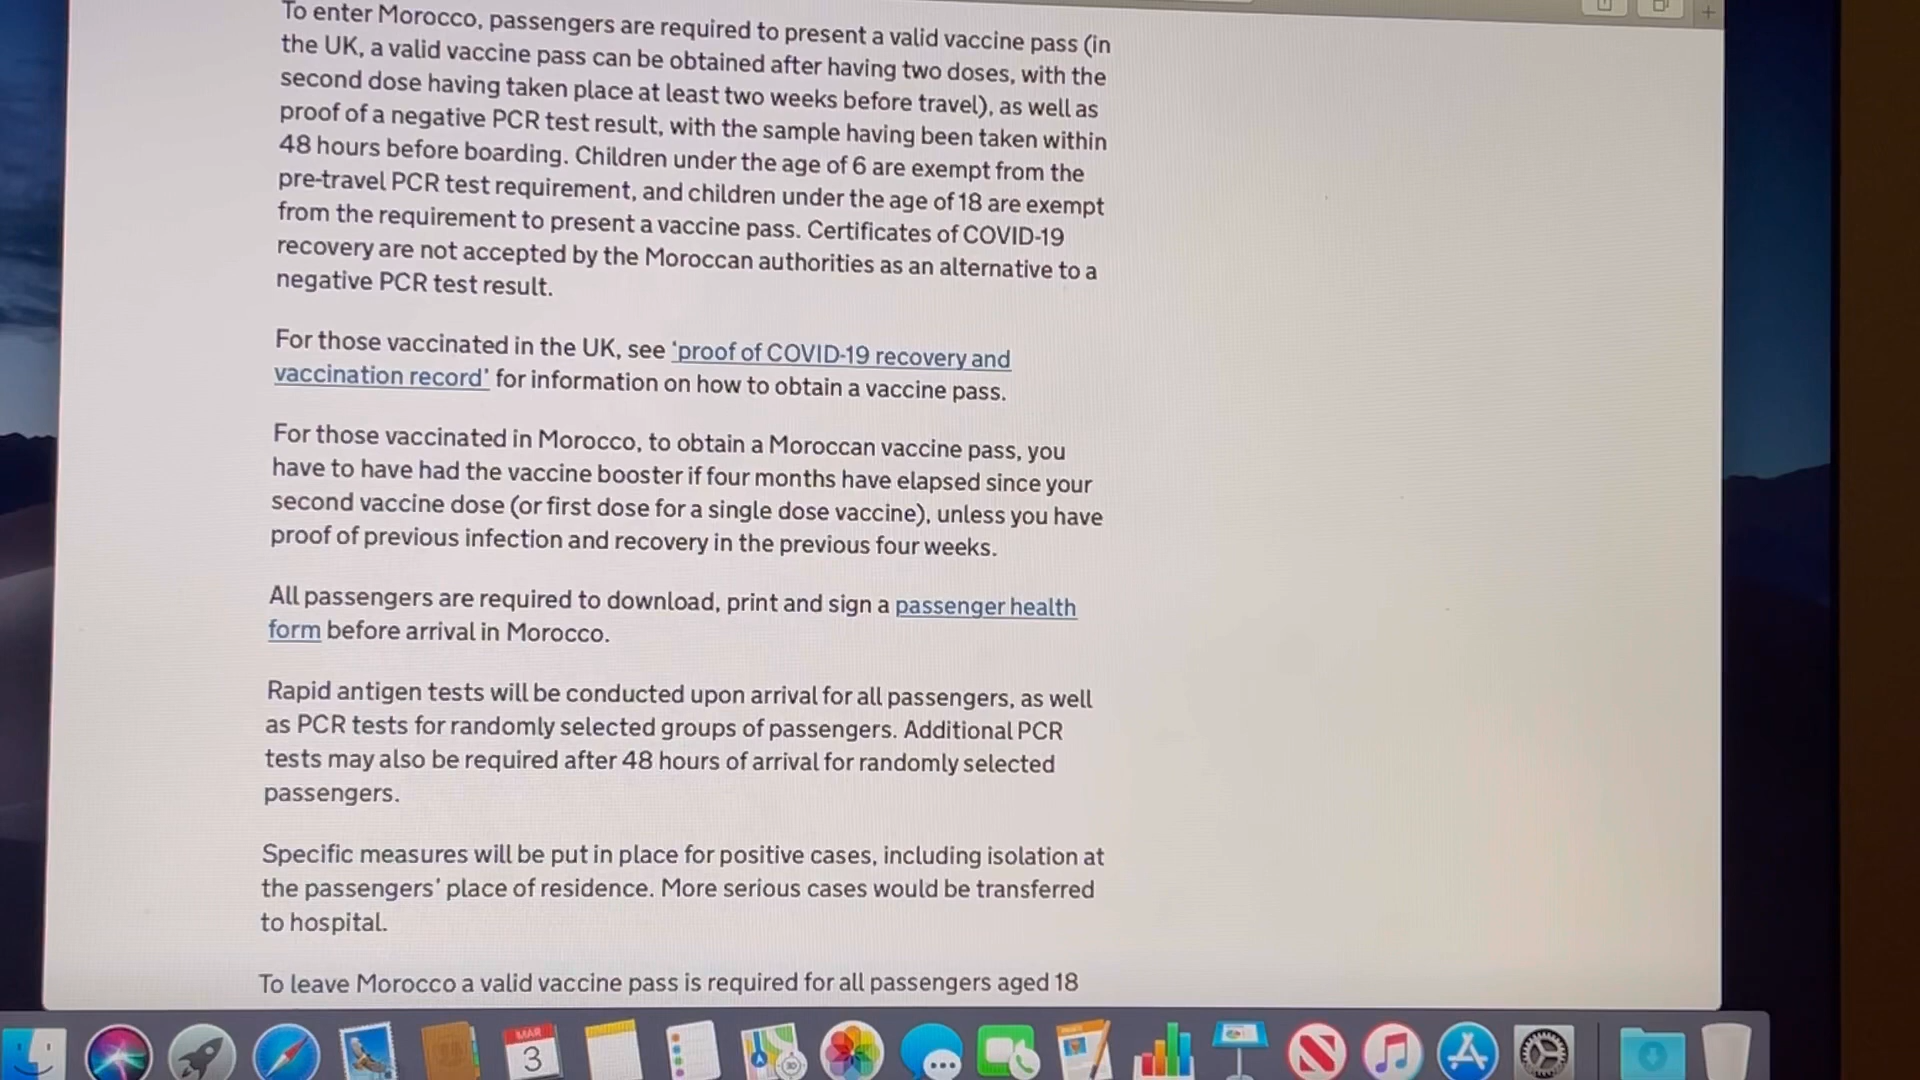 To enter Morocco, passengers are required to present a valid vaccine pass (in
the UK, a valid vaccine pass can be obtained after having two doses, with the
second dose having taken place at least two weeks before travel), as well as
proof of a negative PCR test result, with the sample having been taken within
48 hours before boarding. Children under the age of 6 are exempt from the
pre-travel PCR test requirement, and children under the age of 18 are exempt
from the requirement to present a vaccine pass. Certificates of COVID-19
recovery are not accepted by the Moroccan authorities as an alternative to a
negative PCR test result.
For those vaccinated in the UK, see ‘proof of COVID-19 recovery and
vaccination record’ for information on how to obtain a vaccine pass.
For those vaccinated in Morocco, to obtain a Moroccan vaccine pass, you
have to have had the vaccine booster if four months have elapsed since your
second vaccine dose (or first dose for a single dose vaccine), unless you have
proof of previous infection and recovery in the previous four weeks.
All passengers are required to download, print and sign a passenger health
form before arrival in Morocco.
Rapid antigen tests will be conducted upon arrival for all passengers, as well
as PCR tests for randomly selected groups of passengers. Additional PCR
tests may also be required after 48 hours of arrival for randomly selected
passengers.
Specific measures will be put in place for positive cases, including isolation at
the passengers’ place of residence. More serious cases would be transferred
to hospital.
To leave Morocco a valid vaccine pass is required for all passengers aged 18
MAR
3
3D